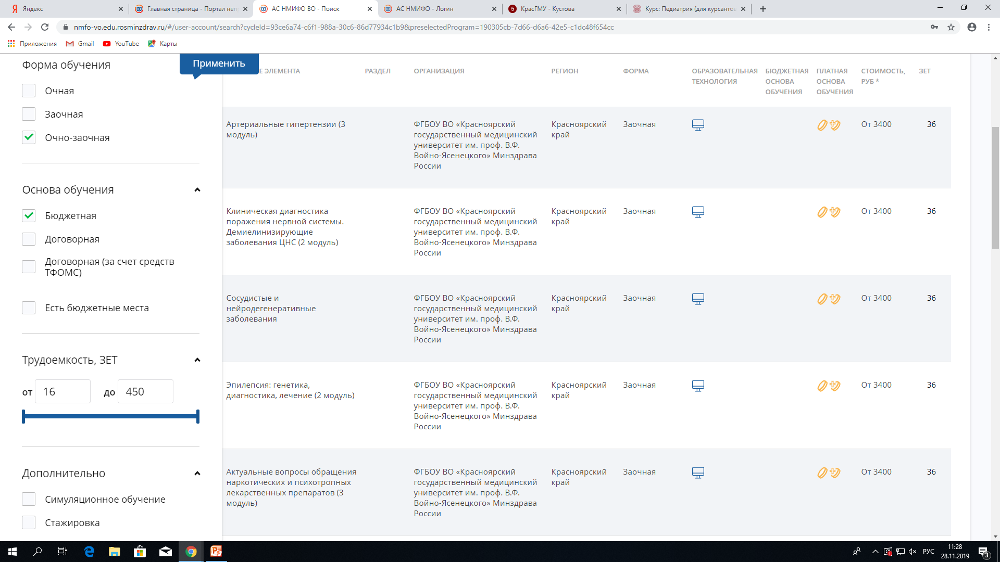 Яндекс
Главная страница - Портал непр
АС НМИФО ВО - Поиск
АС НМИФО - Логин
КрасГМУ - Кустова
Курс: Педиатрия (для курсантов
nmfo-vo.edu.rosminzdrav.ru/#/user-account/search?cycleId=93ce6a74-c6f1-988a-30c6-86d77934c1b9&preselectedProgram=190305cb-7d66-d6a6-42e5-c1dc48f654cc
Приложения
Gmail
YouTube
Карты
Форма обучения
Применить
Очная
Заочная
Очно-заочная
Основа обучения
Бюджетная
Договорная
Договорная (за счет средств
ТФОМС)
Есть бюджетные места
Трудоемкость, ЗЕТ
от 16 до 450
Дополнительно
Симуляционное обучение
Стажировка
Е ЭЛЕМЕНТА
РАЗДЕЛ
ОРГАНИЗАЦИЯ
РЕГИОН
ФОРМА
ОБРАЗОВАТЕЛЬНАЯ
ТЕХНОЛОГИЯ
БЮДЖЕТНАЯ
ОСНОВА
ОБУЧЕНИЯ
ПЛАТНАЯ
ОСНОВА
ОБУЧЕНИЯ
СТОИМОСТЬ,
РУБ *
ЗЕТ
Артериальные гипертензии (3
модуль)
ФГБОУ ВО «Красноярский
государственный медицинский
университет им. проф. В.Ф.
Войно-Ясенецкого» Минздрава
России
Красноярский
край
Заочная
От 3400
36
Клиническая диагностика
поражения нервной системы.
Демиелинизирующие
заболевания ЦНС (2 модуль)
ФГБОУ ВО «Красноярский
государственный медицинский
университет им. проф. В.Ф.
Войно-Ясенецкого» Минздрава
России
Красноярский
край
Заочная
От 3400
36
Сосудистые и
нейродегенеративные
заболевания
ФГБОУ ВО «Красноярский
государственный медицинский
университет им. проф. В.Ф.
Войно-Ясенецкого» Минздрава
России
Красноярский
край
Заочная
От 3400
36
Эпилепсия: генетика,
диагностика, лечение (2 модуль)
ФГБОУ ВО «Красноярский
государственный медицинский
университет им. проф. В.Ф.
Войно-Ясенецкого» Минздрава
России
Красноярский
край
Заочная
От 3400
36
Актуальные вопросы обращения
наркотических и психотропных
лекарственных препаратов (3
модуль)
ФГБОУ ВО «Красноярский
государственный медицинский
университет им. проф. В.Ф.
Войно-Ясенецкого» Минздрава
России
Красноярский
край
Заочная
От 3400
36
РУС
11:28
28.11.2019
3